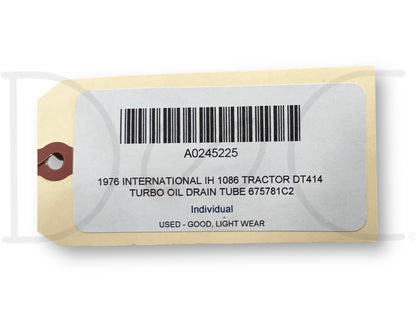 A0245225
1976 INTERNATIONAL IH 1086 TRACTOR DT414
TURBO OIL DRAIN TUBE 675781C2
Individual
USED - GOOD, LIGHT WEAR